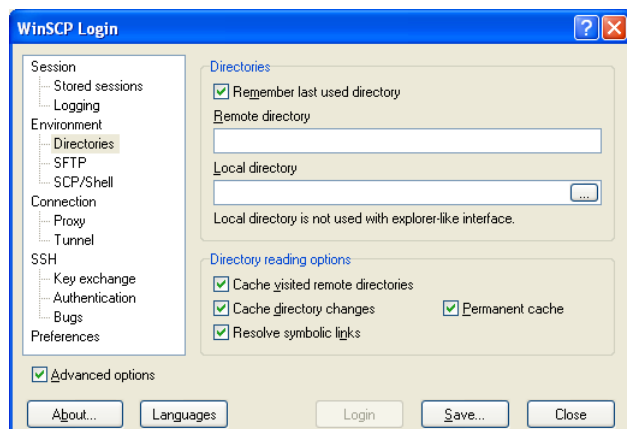 WinSCP Login
Session
Stored sessions
Logging
Environment
Directories
SFTP
SCP/Shell
Connection
Proxy
Tunnel
SSH
Key exchange
Authentication
Bugs
Preferences
Directories
Remember last used directory
Remote directory
Local directory
...
Local directory is not used with explorer-like interface.
Directory reading options
Cache visited remote directories
Cache directory changes Permanent cache
Resolve symbolic links
Advanced options
About... Languages Login Save... Close